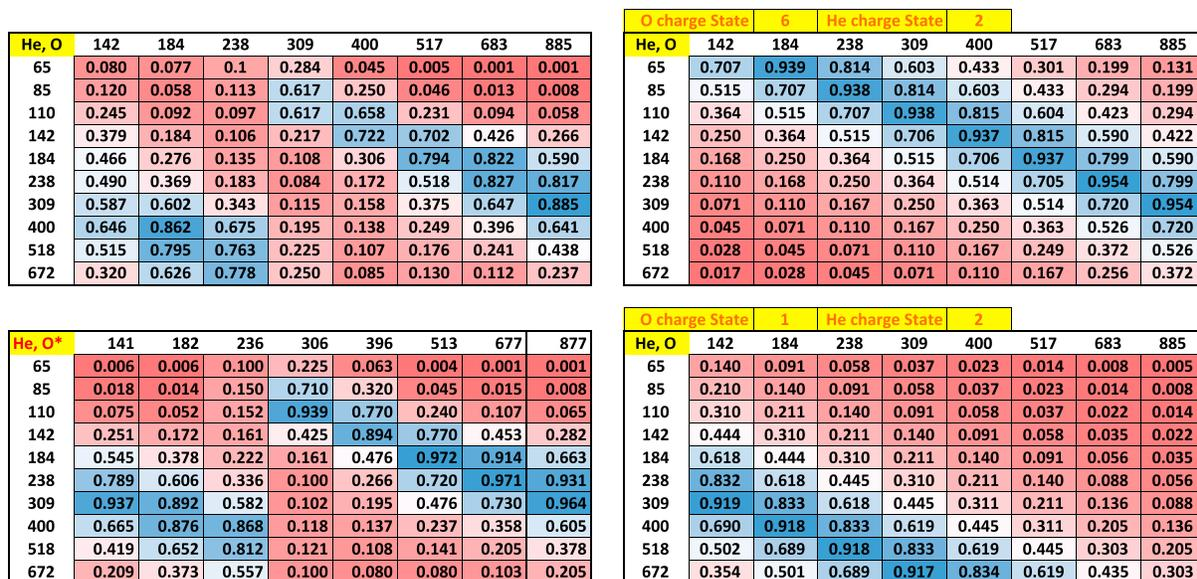 O charge State 6 He charge State 2
He, O 142 184 238 309 400 517 683 885
65 0.080 0.077 0.1 0.284 0.045 0.005 0.001 0.001
85 0.120 0.058 0.113 0.617 0.250 0.046 0.013 0.008
110 0.245 0.092 0.097 0.617 0.658 0.231 0.094 0.058
142 0.379 0.184 0.106 0.217 0.722 0.702 0.426 0.266
184 0.466 0.276 0.135 0.108 0.306 0.794 0.822 0.590
238 0.490 0.369 0.183 0.084 0.172 0.518 0.827 0.817
309 0.587 0.602 0.343 0.115 0.158 0.375 0.647 0.885
400 0.646 0.862 0.675 0.195 0.138 0.249 0.396 0.641
518 0.515 0.795 0.763 0.225 0.107 0.176 0.241 0.438
672 0.320 0.626 0.778 0.250 0.085 0.130 0.112 0.237
He, O 142 184 238 309 400 517 683 885
65 0.707 0.939 0.814 0.603 0.433 0.301 0.199 0.131
85 0.515 0.707 0.938 0.814 0.603 0.433 0.294 0.199
110 0.364 0.515 0.707 0.938 0.815 0.604 0.423 0.294
142 0.250 0.364 0.515 0.706 0.937 0.815 0.590 0.422
184 0.168 0.250 0.364 0.515 0.706 0.937 0.799 0.590
238 0.110 0.168 0.250 0.364 0.514 0.705 0.954 0.799
309 0.071 0.110 0.167 0.250 0.363 0.514 0.720 0.954
400 0.045 0.071 0.110 0.167 0.250 0.363 0.526 0.720
518 0.028 0.045 0.071 0.110 0.167 0.249 0.372 0.526
672 0.017 0.028 0.045 0.071 0.110 0.167 0.256 0.372
O charge State 1 He charge State 2
He, O* 141 182 236 306 396 513 677 877
65 0.006 0.006 0.100 0.225 0.063 0.004 0.001 0.001
85 0.018 0.014 0.150 0.710 0.320 0.045 0.015 0.008
110 0.075 0.052 0.152 0.939 0.770 0.240 0.107 0.065
142 0.251 0.172 0.161 0.425 0.894 0.770 0.453 0.282
184 0.545 0.378 0.222 0.161 0.476 0.972 0.914 0.663
238 0.789 0.606 0.336 0.100 0.266 0.720 0.971 0.931
309 0.937 0.892 0.582 0.102 0.195 0.476 0.730 0.964
400 0.665 0.876 0.868 0.118 0.137 0.237 0.358 0.605
518 0.419 0.652 0.812 0.121 0.108 0.141 0.205 0.378
672 0.209 0.373 0.557 0.100 0.080 0.080 0.103 0.205
He, O 142 184 238 309 400 517 683 885
65 0.140 0.091 0.058 0.037 0.023 0.014 0.008 0.005
85 0.210 0.140 0.091 0.058 0.037 0.023 0.014 0.008
110 0.310 0.211 0.140 0.091 0.058 0.037 0.022 0.014
142 0.444 0.310 0.211 0.140 0.091 0.058 0.035 0.022
184 0.618 0.444 0.310 0.211 0.140 0.091 0.056 0.035
238 0.832 0.618 0.445 0.310 0.211 0.140 0.088 0.056
309 0.919 0.833 0.618 0.445 0.311 0.211 0.136 0.088
400 0.690 0.918 0.833 0.619 0.445 0.311 0.205 0.136
518 0.502 0.689 0.918 0.833 0.619 0.445 0.303 0.205
672 0.354 0.501 0.689 0.917 0.834 0.619 0.435 0.303